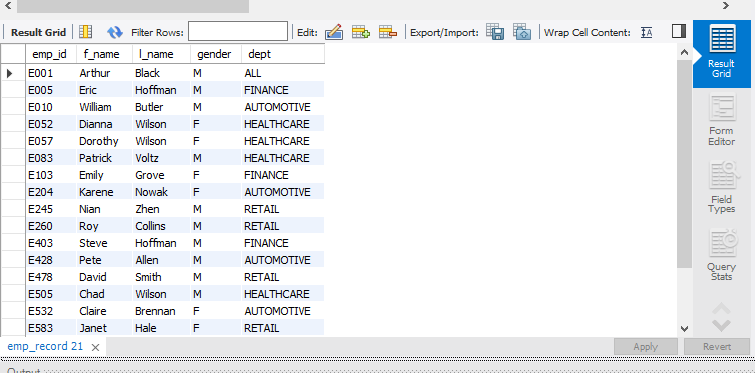 Result Grid Filter Rows: Edit: Export/Import: Wrap Cell Content: IA
emp_id f_name l_name gender dept
E001 Arthur Black M ALL
E005 Eric Hoffman M FINANCE
E010 William Butler M AUTOMOTIVE
E052 Dianna Wilson F HEALTHCARE
E057 Dorothy Wilson F HEALTHCARE
E083 Patrick Voltz M HEALTHCARE
E103 Emily Grove F FINANCE
E204 Karene Nowak F AUTOMOTIVE
E245 Nian Zhen M RETAIL
E260 Roy Collins M RETAIL
E403 Steve Hoffman M FINANCE
E428 Pete Allen M AUTOMOTIVE
E478 David Smith M RETAIL
E505 Chad Wilson M HEALTHCARE
E532 Claire Brennan F AUTOMOTIVE
E583 Janet Hale F RETAIL
Result
Grid
Form
Editor
Field
Types
Query
Stats
emp_record 21 Apply Revert
Output